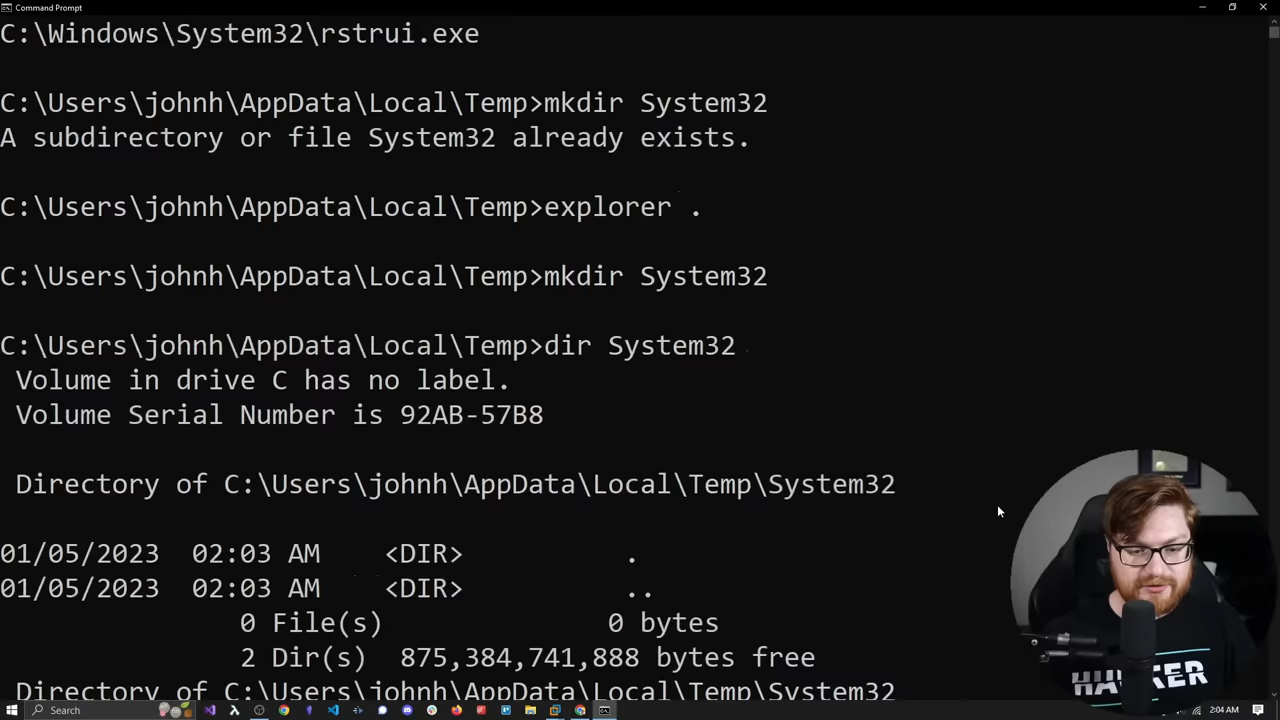 Command Prompt
C:\Windows\System32\rstrui.exe
C:\Users\johnh\AppData\Local\Temp>mkdir System32
A subdirectory or file System32 already exists.
C:\Users\johnh\AppData\Local\Temp>explorer .
C:\Users\johnh\AppData\Local\Temp>mkdir System32
C:\Users\johnh\AppData\Local\Temp>dir System32
Volume in drive C has no label.
Volume Serial Number is 92AB-57B8
Directory of C:\Users\johnh\AppData\Local\Temp\System32
01/05/2023  02:03 AM    <DIR>          .
01/05/2023  02:03 AM    <DIR>          ..
0 File(s)              0 bytes
2 Dir(s)  875,384,741,888 bytes free
Directory of C:\Users\johnh\AppData\Local\Temp\System32
HACKER
Search
2:04 AM